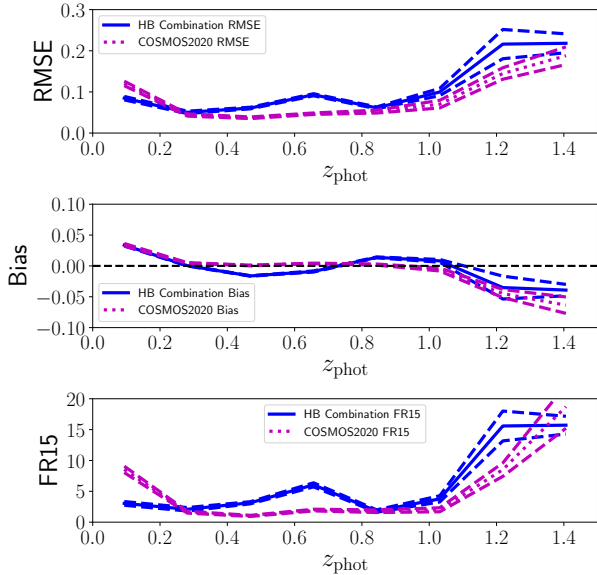 0.3
0.2
0.1
0.0
RMSE
HB Combination RMSE
COSMOS2020 RMSE
0.0 0.2 0.4 0.6 0.8 1.0 1.2 1.4
z_phot
0.10
0.05
0.00
−0.05
−0.10
Bias
HB Combination Bias
COSMOS2020 Bias
0.0 0.2 0.4 0.6 0.8 1.0 1.2 1.4
z_phot
20
15
10
5
0
FR15
HB Combination FR15
COSMOS2020 FR15
0.0 0.2 0.4 0.6 0.8 1.0 1.2 1.4
z_phot